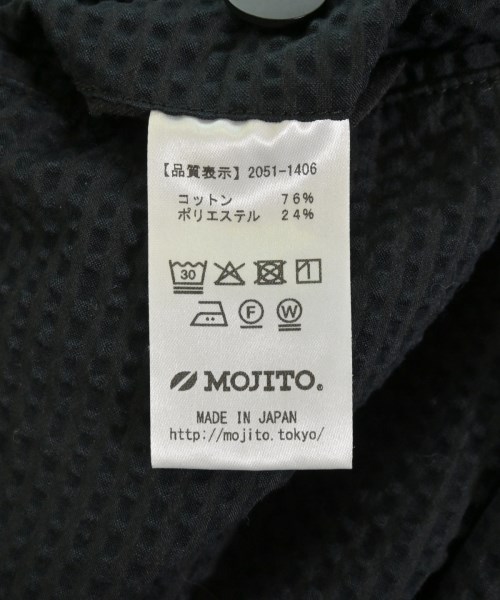 【品質表示】2051-1406
コットン 76%
ポリエステル 24%
30
F W
MOJITO®
MADE IN JAPAN
http://mojito.tokyo/